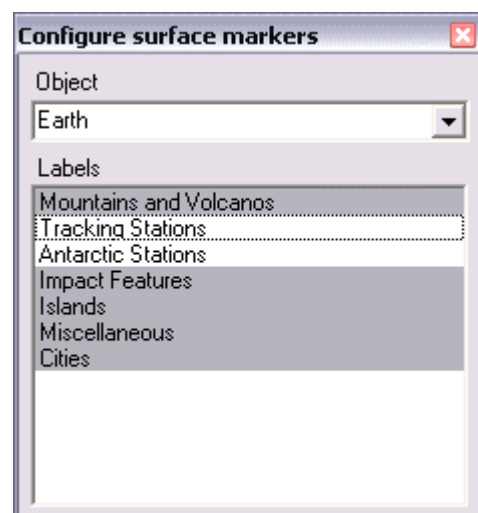 Configure surface markers
Object
Earth
Labels
Mountains and Volcanos
Tracking Stations
Antarctic Stations
Impact Features
Islands
Miscellaneous
Cities